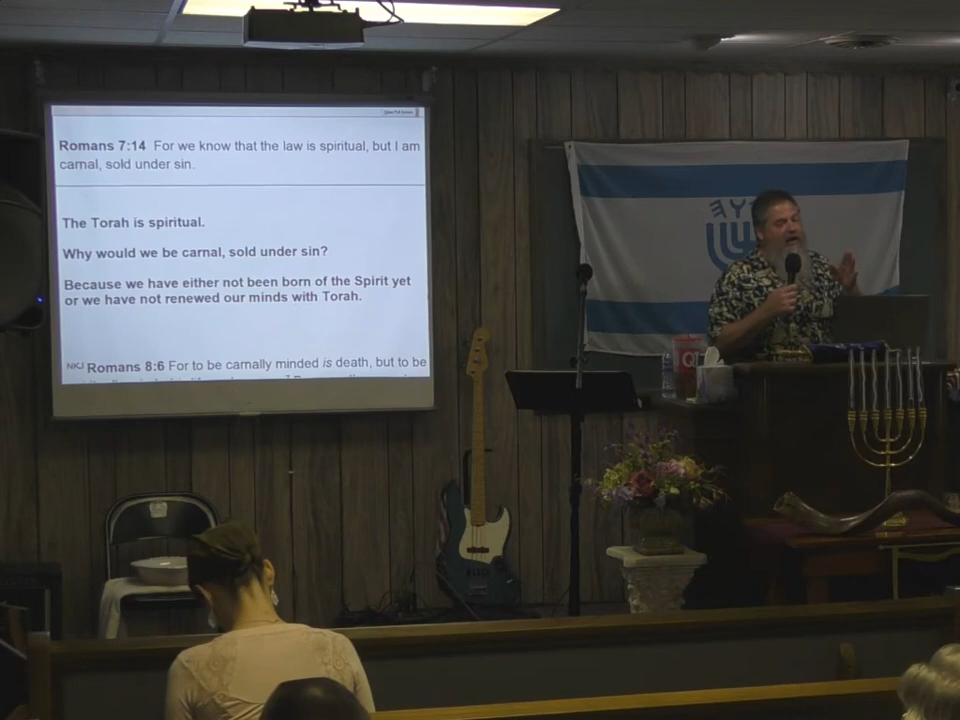 Romans 7:14 For we know that the law is spiritual, but I am
carnal, sold under sin.
The Torah is spiritual.
Why would we be carnal, sold under sin?
Because we have either not been born of the Spirit yet
or we have not renewed our minds with Torah.
NKJ Romans 8:6 For to be carnally minded is death, but to be
QT